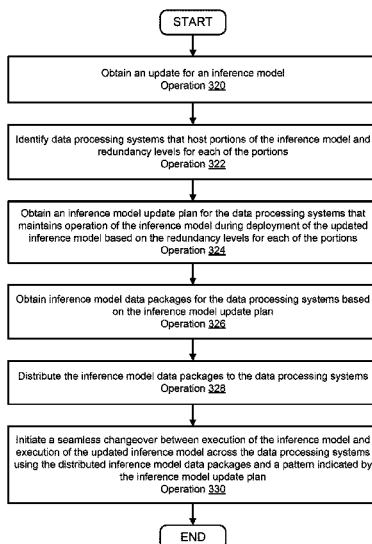 START
Obtain an update for an inference model
Operation 320
Identify data processing systems that host portions of the inference model and
redundancy levels for each of the portions
Operation 322
Obtain an inference model update plan for the data processing systems that
maintains operation of the inference model during deployment of the updated
inference model based on the redundancy levels for each of the portions
Operation 324
Obtain inference model data packages for the data processing systems based
on the inference model update plan
Operation 326
Distribute the inference model data packages to the data processing systems
Operation 328
Initiate a seamless changeover between execution of the inference model and
execution of the updated inference model across the data processing systems
using the distributed inference model data packages and a pattern indicated by
the inference model update plan
Operation 330
END